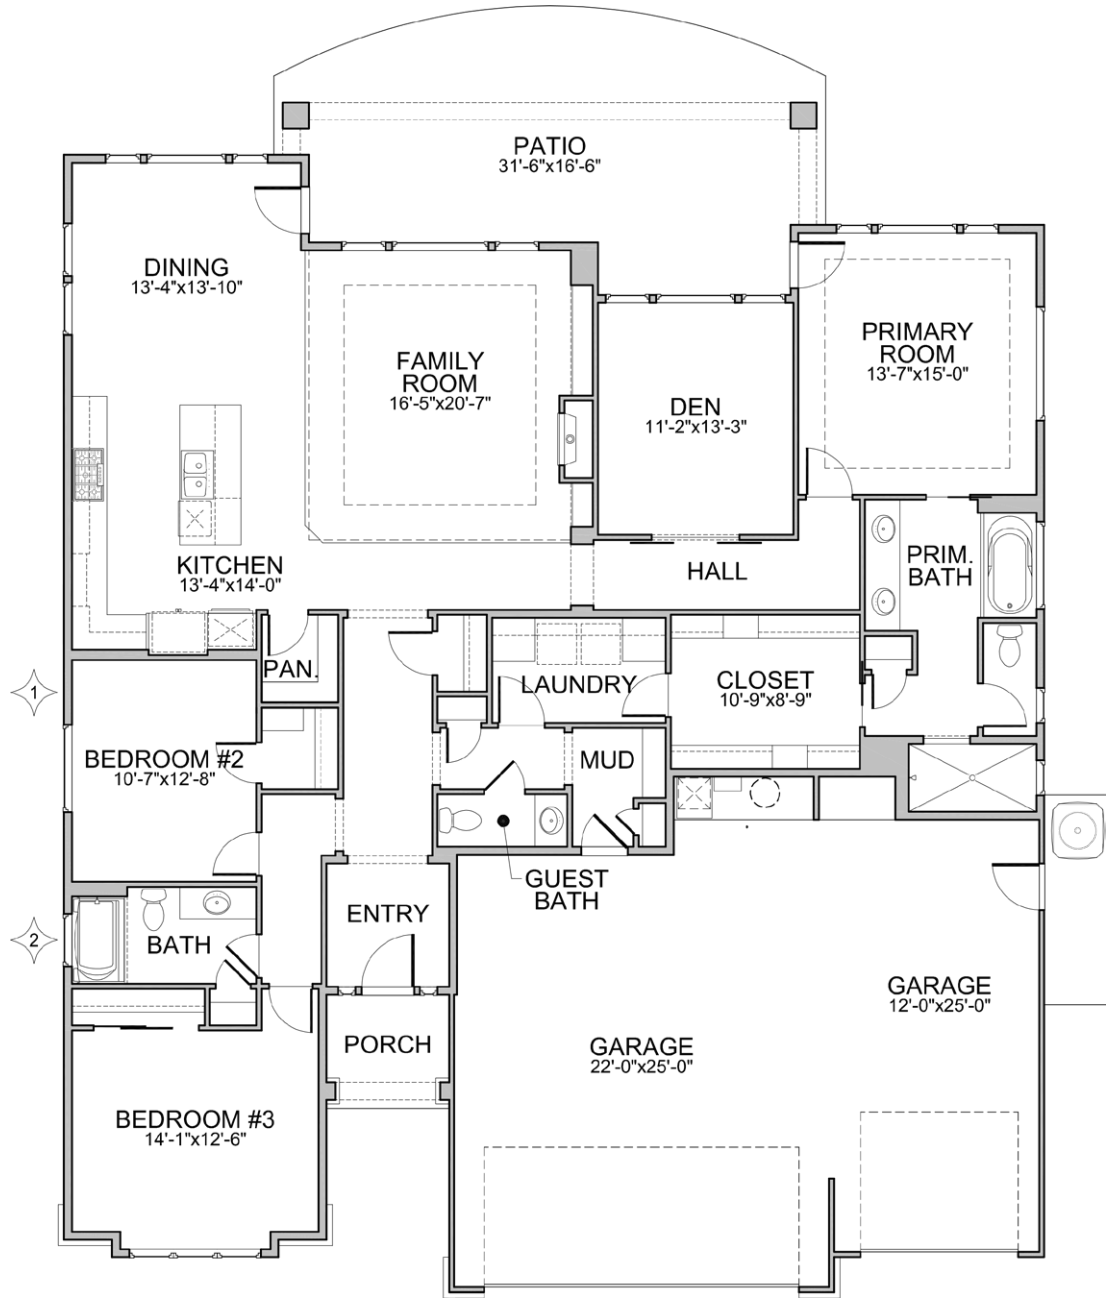 PATIO
31'-6"x16'-6"
DINING
13'-4"x13'-10"
FAMILY
ROOM
16'-5"x20'-7"
PRIMARY
ROOM
13'-7"x15'-0"
DEN
11'-2"x13'-3"
KITCHEN
13'-4"x14'-0"
HALL
PRIM.
BATH
PAN.
LAUNDRY
CLOSET
10'-9"x8'-9"
1
BEDROOM #2
10'-7"x12'-8"
MUD
GUEST
BATH
ENTRY
2
BATH
GARAGE
12'-0"x25'-0"
PORCH
GARAGE
22'-0"x25'-0"
BEDROOM #3
14'-1"x12'-6"